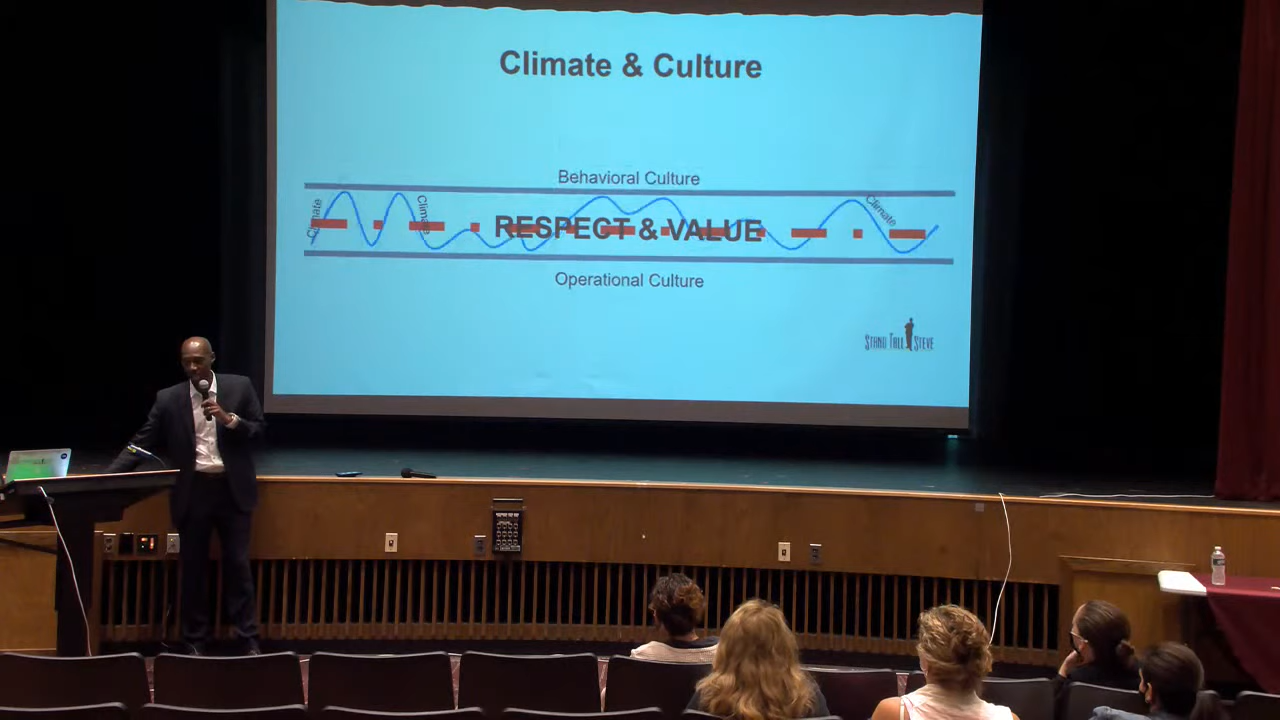 Climate & Culture
Behavioral Culture
Climate
Climate
Climate
RESPECT & VALUE
Operational Culture
STAND TALL STEVE